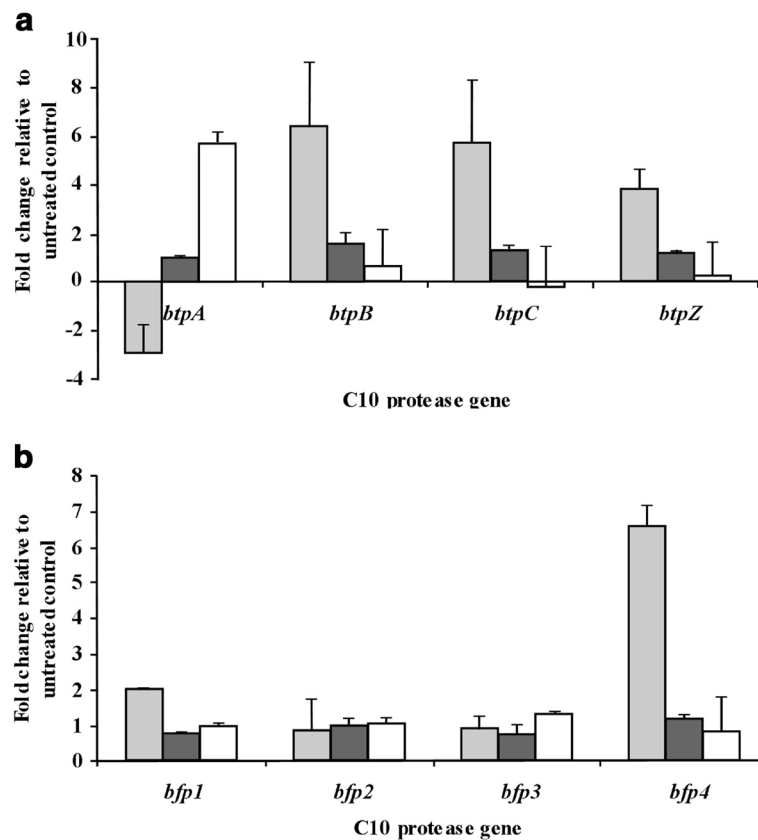 a
Fold change relative to
untreated control
10
8
6
4
2
0
-2
-4
btpA btpB btpC btpZ
C10 protease gene
b
Fold change relative to
untreated control
8
7
6
5
4
3
2
1
0
bfp1 bfp2 bfp3 bfp4
C10 protease gene